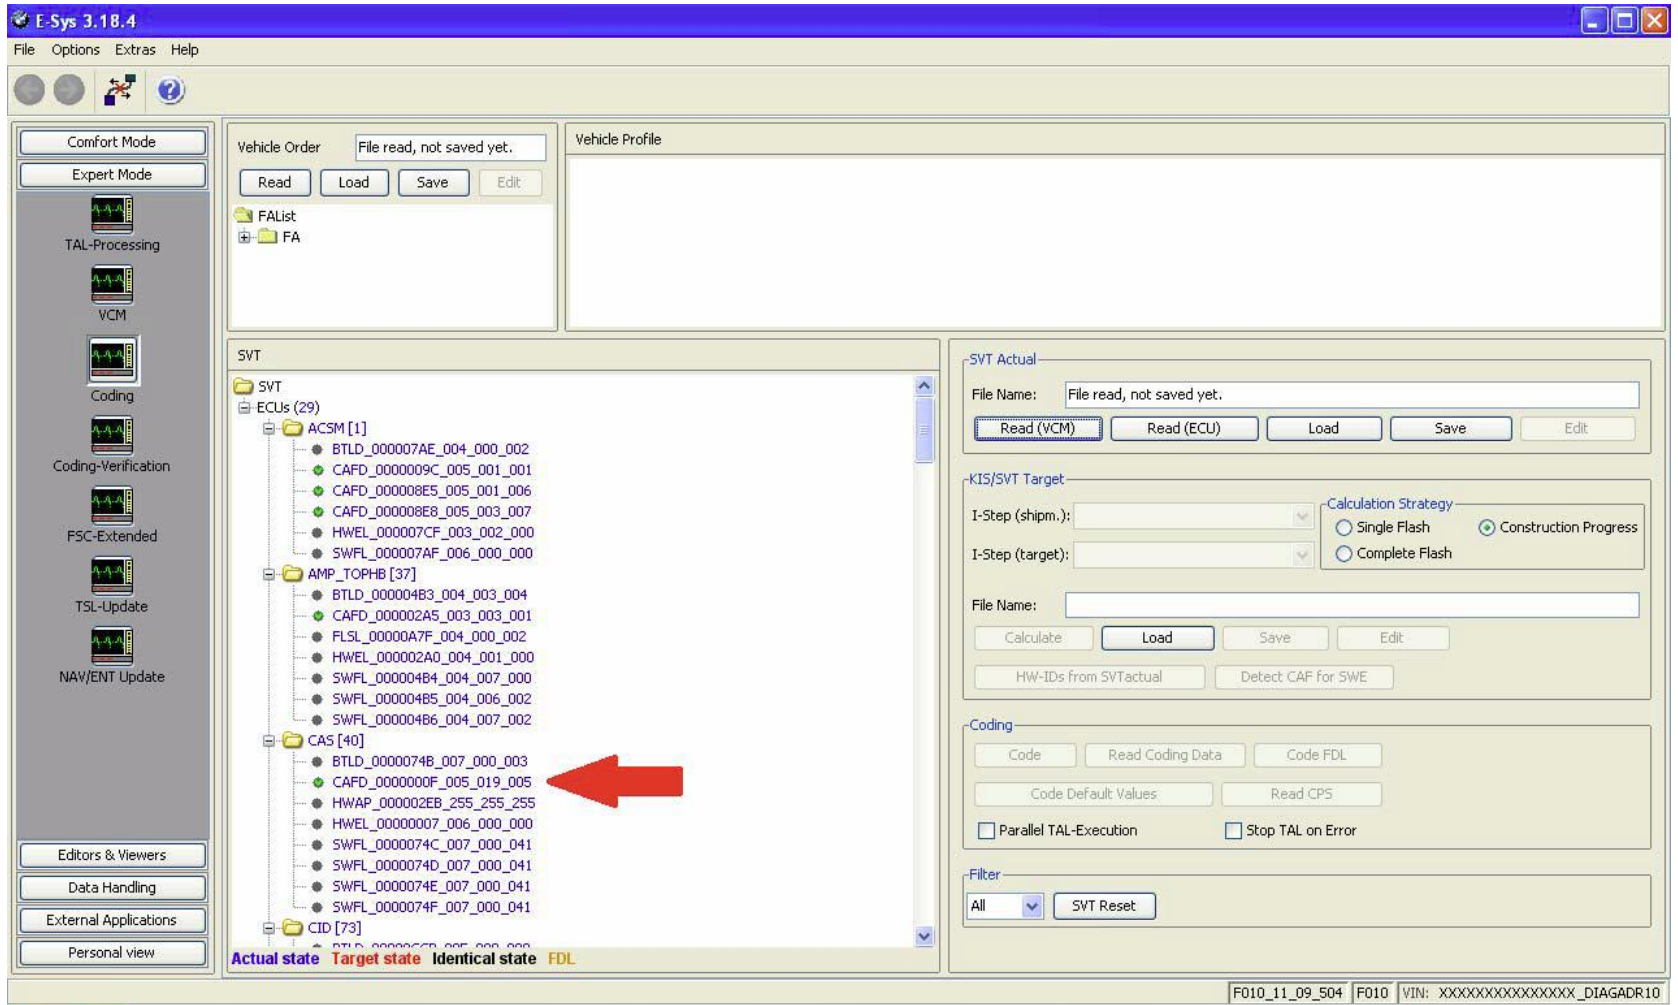 E-Sys 3.18.4
File Options Extras Help
Comfort Mode
Expert Mode
TAL-Processing
VCM
Coding
Coding-Verification
FSC-Extended
TSL-Update
NAV/ENT Update
Editors & Viewers
Data Handling
External Applications
Personal view
Vehicle Order File read, not saved yet.
Read Load Save Edit
FAList
FA
Vehicle Profile
SVT
SVT
ECUs (29)
ACSM [1]
BTLD_000007AE_004_000_002
CAFD_0000009C_005_001_001
CAFD_000008E5_005_001_006
CAFD_000008E8_005_003_007
HWEL_000007CF_003_002_000
SWFL_000007AF_006_000_000
AMP_TOPHB [37]
BTLD_000004B3_004_003_004
CAFD_000002A5_003_003_001
FLSL_00000A7F_004_000_002
HWEL_000002A0_004_001_000
SWFL_000004B4_004_007_000
SWFL_000004B5_004_006_002
SWFL_000004B6_004_007_002
CAS [40]
BTLD_0000074B_007_000_003
CAFD_0000000F_005_019_005
HWAP_000002EB_255_255_255
HWEL_00000007_006_000_000
SWFL_0000074C_007_000_041
SWFL_0000074D_007_000_041
SWFL_0000074E_007_000_041
SWFL_0000074F_007_000_041
CID [73]
Actual state Target state Identical state FDL
SVT Actual
File Name: File read, not saved yet.
Read (VCM) Read (ECU) Load Save Edit
KIS/SVT Target
I-Step (shipm.):
I-Step (target):
Calculation Strategy
Single Flash Construction Progress
Complete Flash
File Name:
Calculate Load Save Edit
HW-IDs from SVTactual Detect CAF for SWE
Coding
Code Read Coding Data Code FDL
Code Default Values Read CPS
Parallel TAL-Execution Stop TAL on Error
Filter
All SVT Reset
F010_11_09_504 F010 VIN: XXXXXXXXXXXXXXX_DIAGADR10